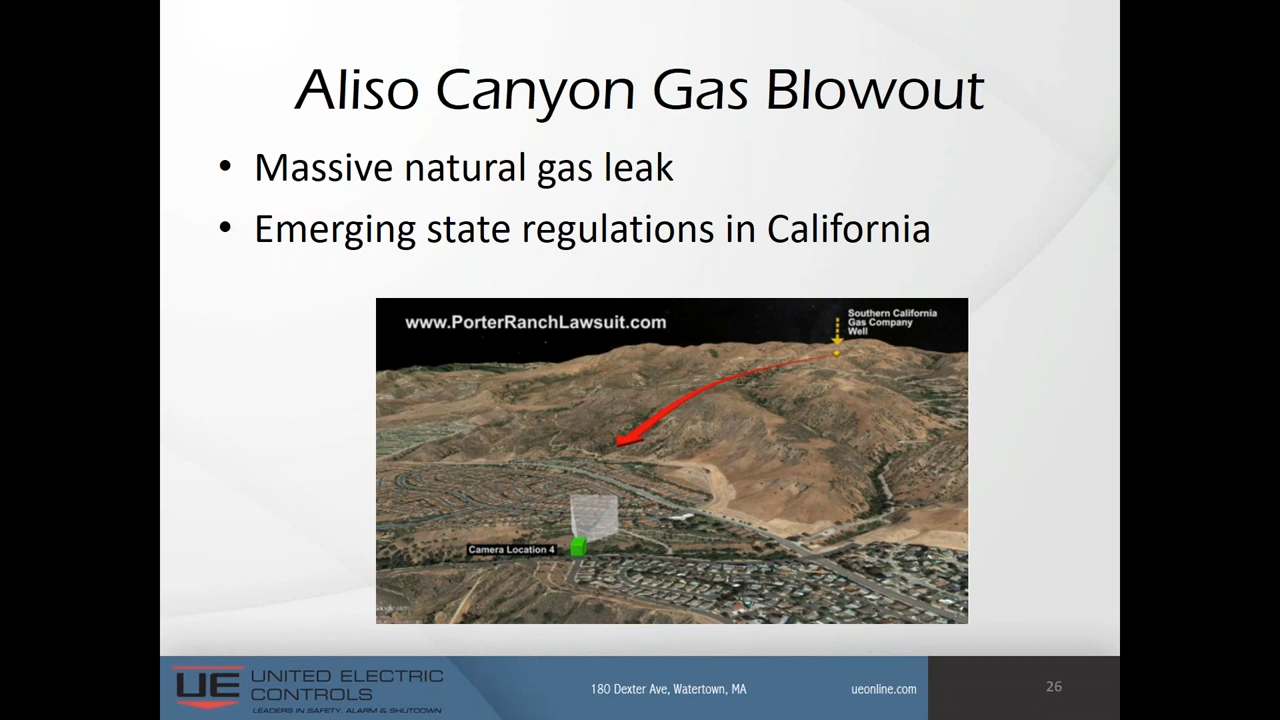 Aliso Canyon Gas Blowout
• Massive natural gas leak
• Emerging state regulations in California
www.PorterRanchLawsuit.com
Southern California
Gas Company
Well
Camera Location 4
Google earth
UE
UNITED ELECTRIC
CONTROLS
LEADERS IN SAFETY, ALARM & SHUTDOWN
180 Dexter Ave, Watertown, MA
ueonline.com
26